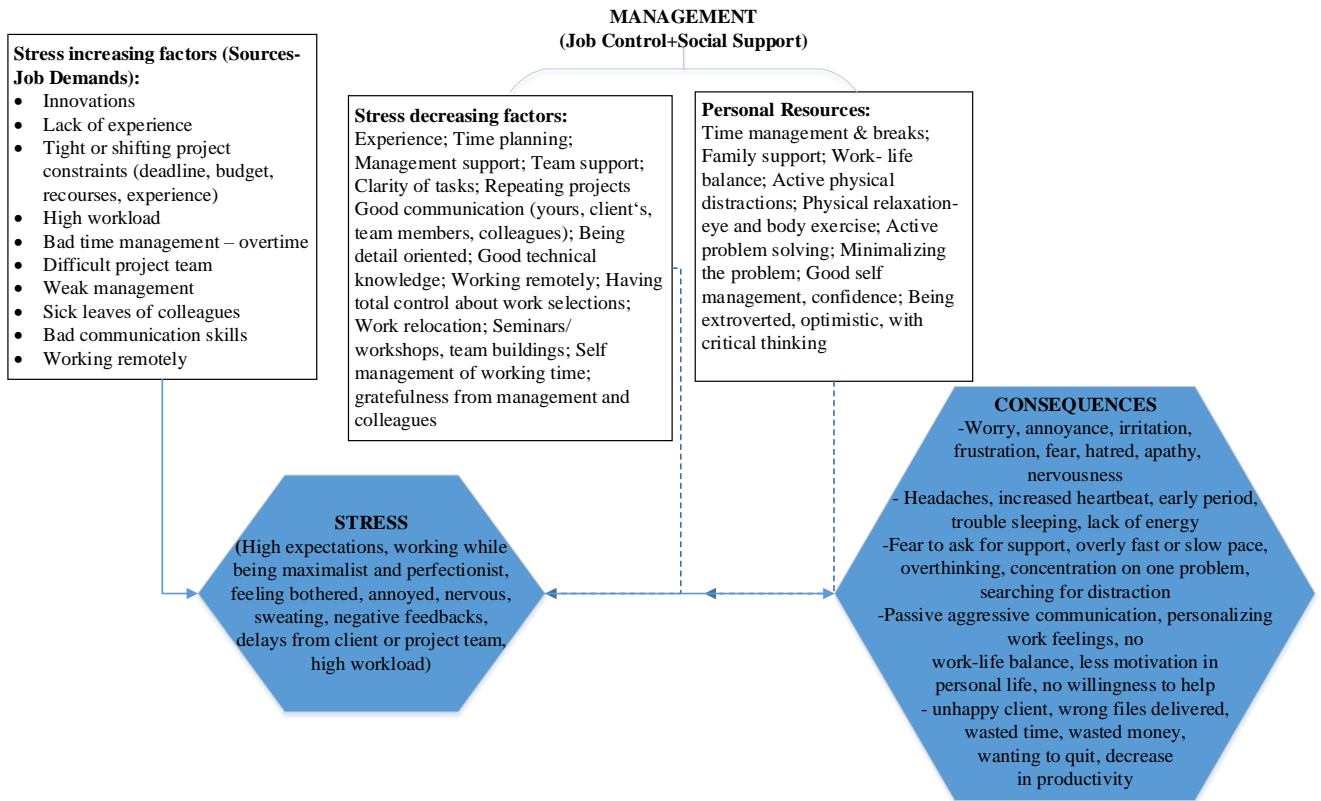 MANAGEMENT
(Job Control+Social Support)
Stress increasing factors (Sources-
Job Demands):
• Innovations
• Lack of experience
• Tight or shifting project
constraints (deadline, budget,
recourses, experience)
• High workload
• Bad time management – overtime
• Difficult project team
• Weak management
• Sick leaves of colleagues
• Bad communication skills
• Working remotely
Stress decreasing factors:
Experience; Time planning;
Management support; Team support;
Clarity of tasks; Repeating projects
Good communication (yours, client‘s,
team members, colleagues); Being
detail oriented; Good technical
knowledge; Working remotely; Having
total control about work selections;
Work relocation; Seminars/
workshops, team buildings; Self
management of working time;
gratefulness from management and
colleagues
Personal Resources:
Time management & breaks;
Family support; Work- life
balance; Active physical
distractions; Physical relaxation-
eye and body exercise; Active
problem solving; Minimalizing
the problem; Good self
management, confidence; Being
extroverted, optimistic, with
critical thinking
STRESS
(High expectations, working while
being maximalist and perfectionist,
feeling bothered, annoyed, nervous,
sweating, negative feedbacks,
delays from client or project team,
high workload)
CONSEQUENCES
-Worry, annoyance, irritation,
frustration, fear, hatred, apathy,
nervousness
- Headaches, increased heartbeat, early period,
trouble sleeping, lack of energy
-Fear to ask for support, overly fast or slow pace,
overthinking, concentration on one problem,
searching for distraction
-Passive aggressive communication, personalizing
work feelings, no
work-life balance, less motivation in
personal life, no willingness to help
- unhappy client, wrong files delivered,
wasted time, wasted money,
wanting to quit, decrease
in productivity